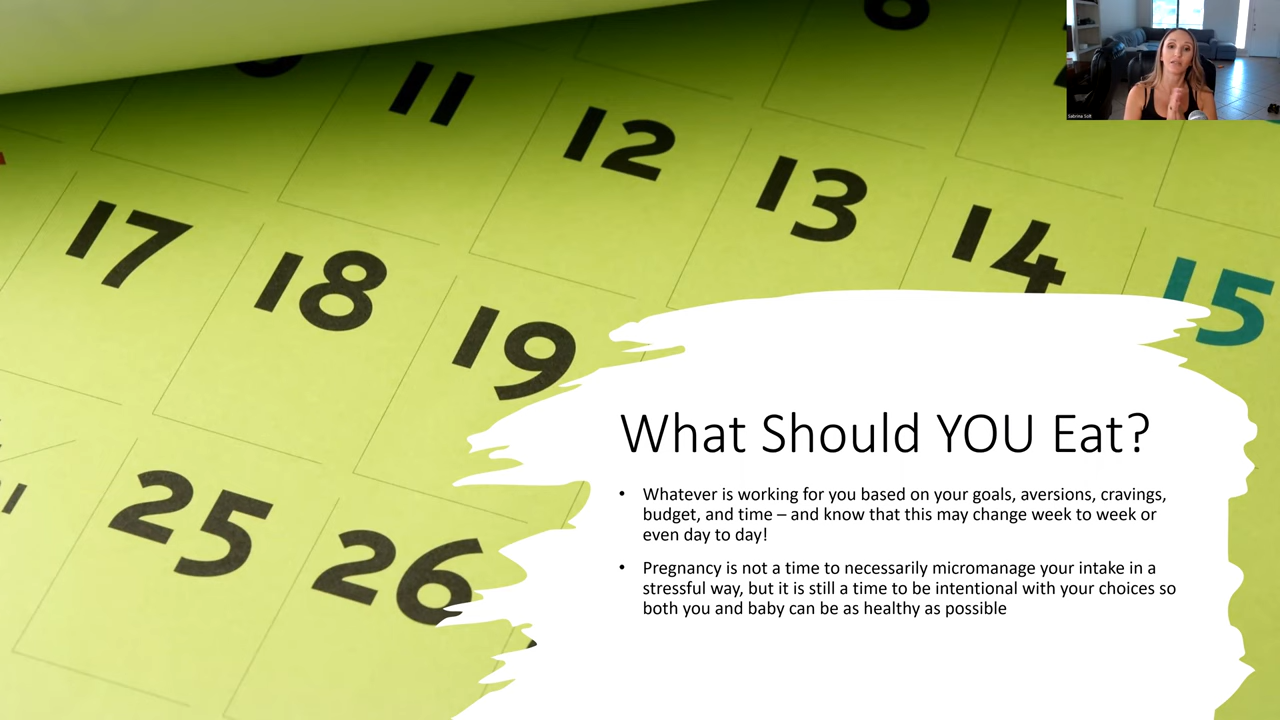 11
12
13
14
15
17
18
19
25
26
Sabrina Solt
What Should YOU Eat?
• Whatever is working for you based on your goals, aversions, cravings,
budget, and time – and know that this may change week to week or
even day to day!
• Pregnancy is not a time to necessarily micromanage your intake in a
stressful way, but it is still a time to be intentional with your choices so
both you and baby can be as healthy as possible